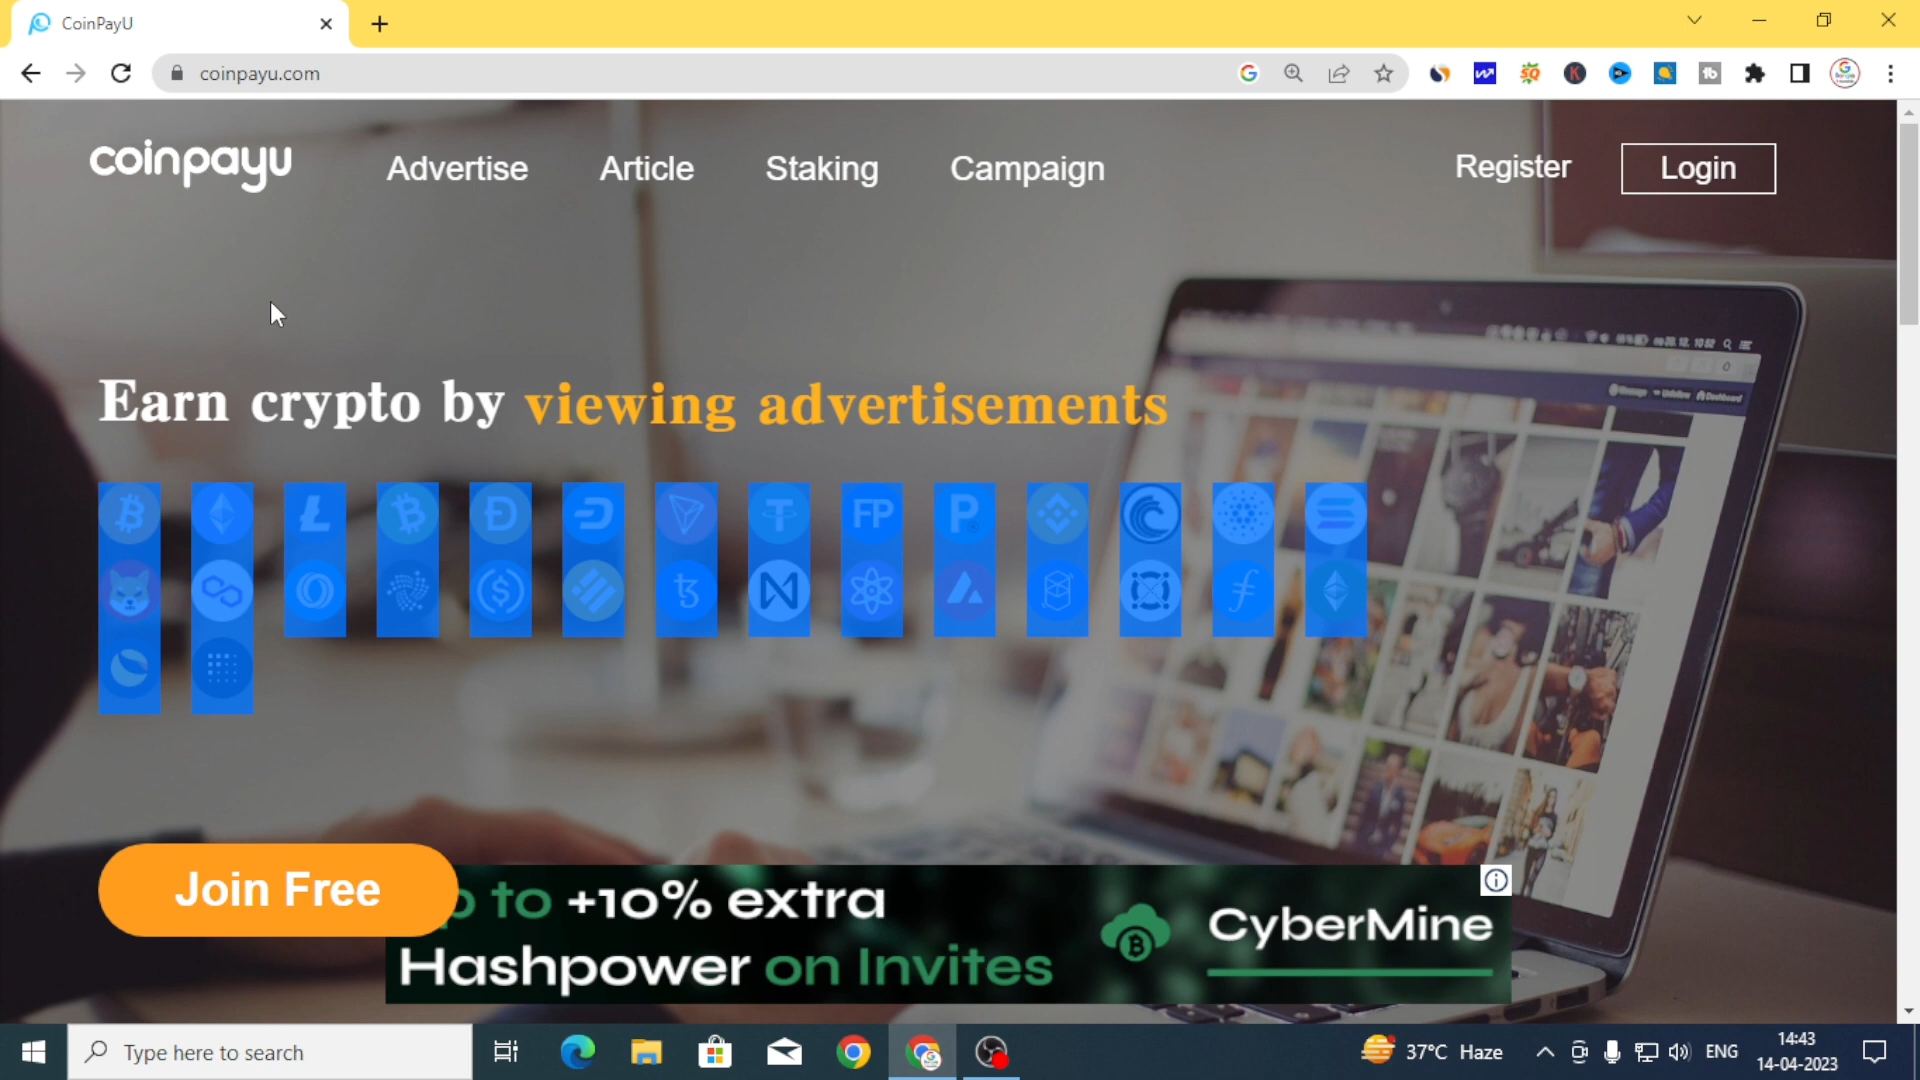 CoinPayU
coinpayu.com
coinpayu
Advertise
Article
Staking
Campaign
Register
Login
Earn crypto by viewing advertisements
FP
Join Free
to +10% extra
Hashpower on Invites
CyberMine
Type here to search
37°C Haze
ENG
14:43
14-04-2023